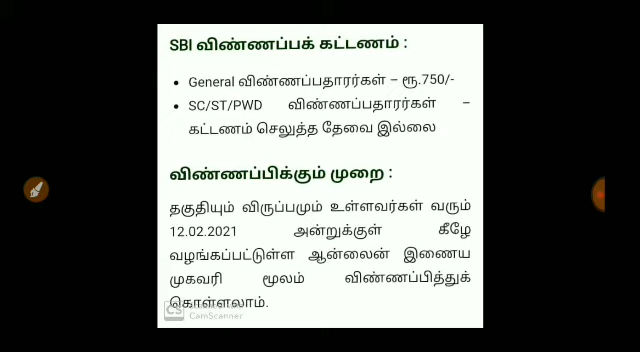 SBI விண்ணப்பக் கட்டணம் :
• General விண்ணப்பதாரர்கள் – ரூ.750/-
• SC/ST/PWD விண்ணப்பதாரர்கள் –
கட்டணம் செலுத்த தேவை இல்லை
விண்ணப்பிக்கும் முறை :
தகுதியும் விருப்பமும் உள்ளவர்கள் வரும்
12.02.2021 அன்றுக்குள் கீழே
வழங்கப்பட்டுள்ள ஆன்லைன் இணைய
முகவரி மூலம் விண்ணப்பித்துக்
கொள்ளலாம்.
CS
CamScanner